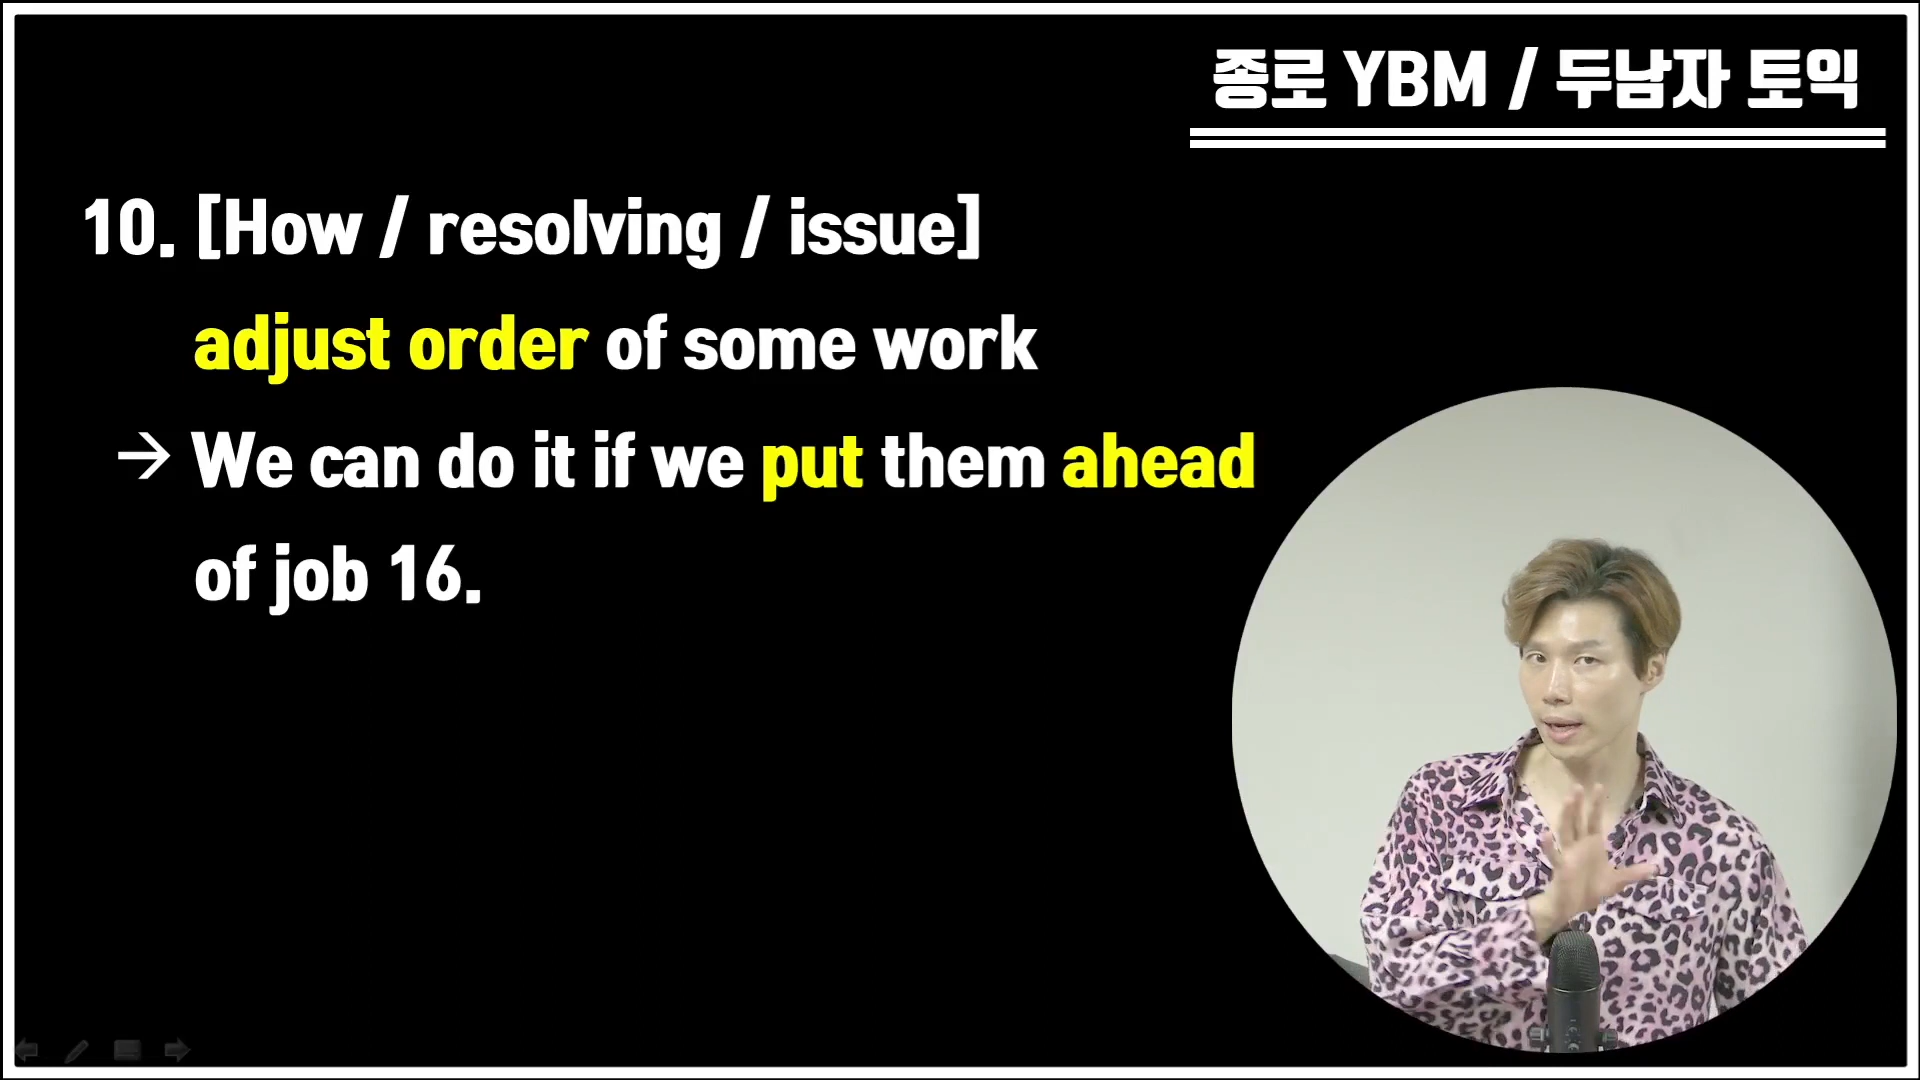 종로 YBM / 두남자 토익
10. [How / resolving / issue]
adjust order of some work
→ We can do it if we put them ahead
of job 16.